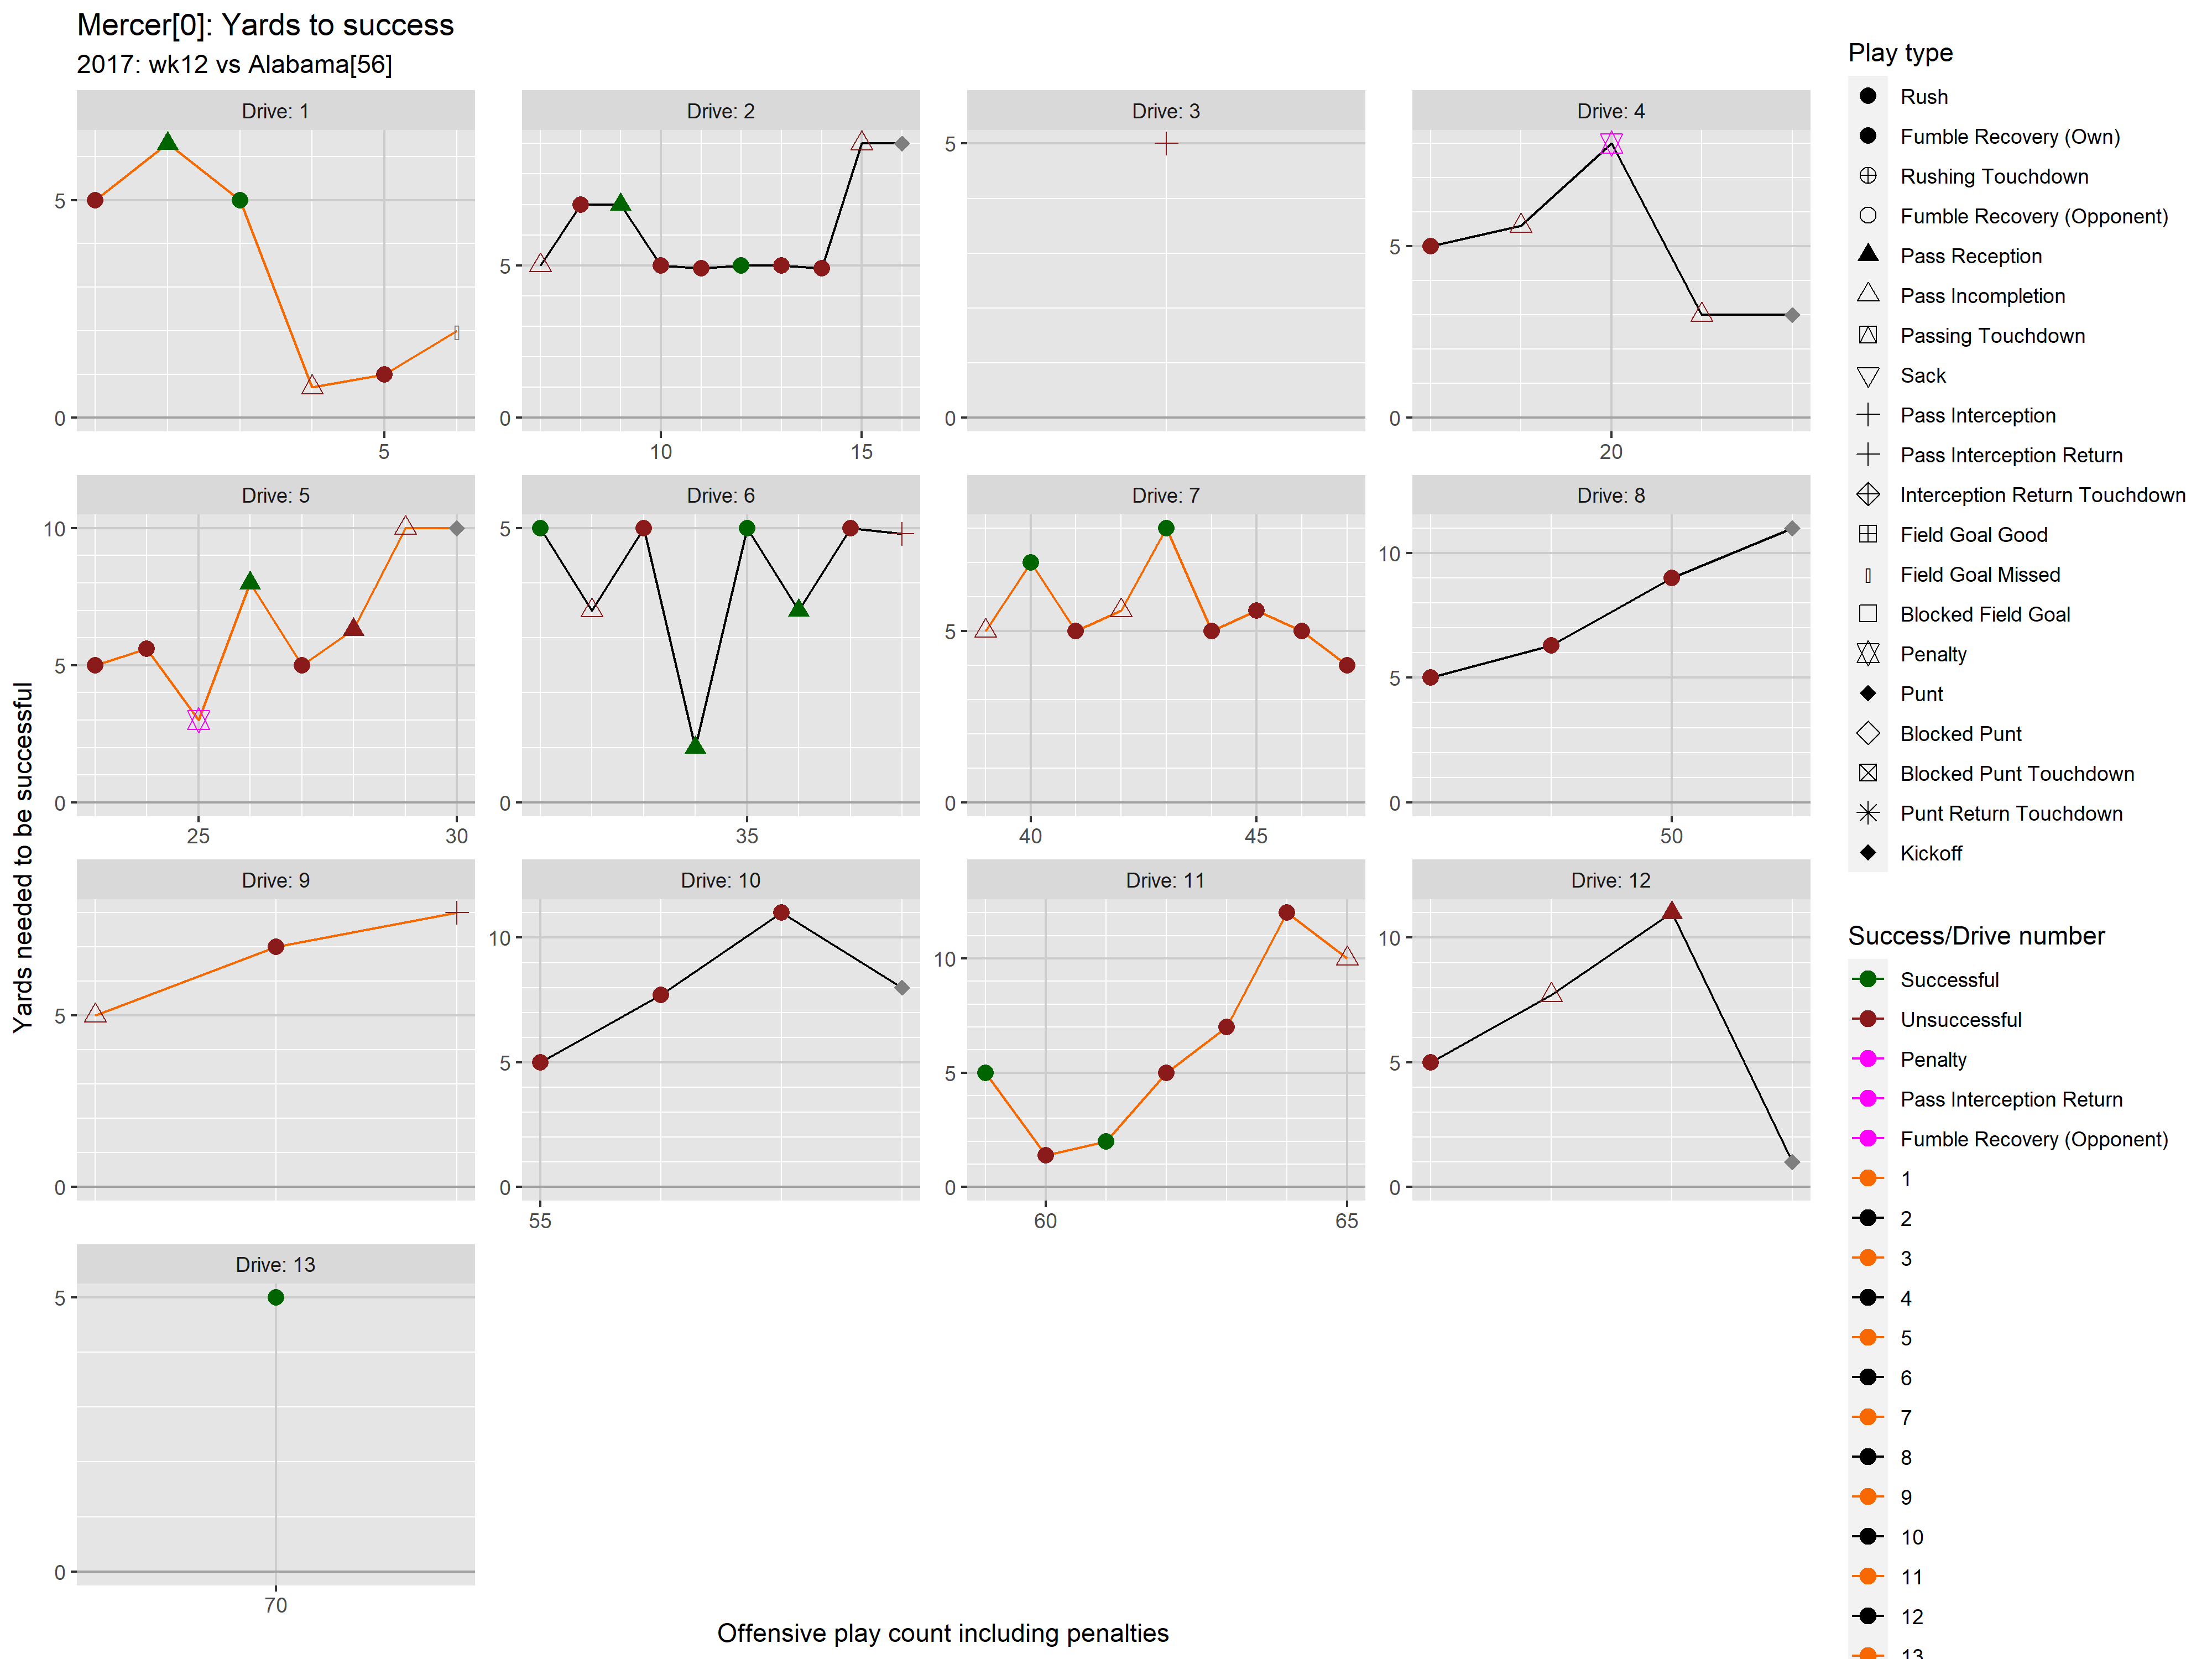 Mercer[0]: Yards to success
2017: wk12 vs Alabama[56]
Drive: 1
Drive: 2
Drive: 3
Drive: 4
5
0
5
0
5
0
5
0
5
10
15
20
Drive: 5
Drive: 6
Drive: 7
Drive: 8
10
5
0
5
0
5
0
10
5
0
25
30
35
40
45
50
Drive: 9
Drive: 10
Drive: 11
Drive: 12
5
0
10
5
0
10
5
0
10
5
0
55
60
65
Drive: 13
5
0
70
Yards needed to be successful
Offensive play count including penalties
Play type
Rush
Fumble Recovery (Own)
Rushing Touchdown
Fumble Recovery (Opponent)
Pass Reception
Pass Incompletion
Passing Touchdown
Sack
Pass Interception
Pass Interception Return
Interception Return Touchdown
Field Goal Good
Field Goal Missed
Blocked Field Goal
Penalty
Punt
Blocked Punt
Blocked Punt Touchdown
Punt Return Touchdown
Kickoff
Success/Drive number
Successful
Unsuccessful
Penalty
Pass Interception Return
Fumble Recovery (Opponent)
1
2
3
4
5
6
7
8
9
10
11
12
13